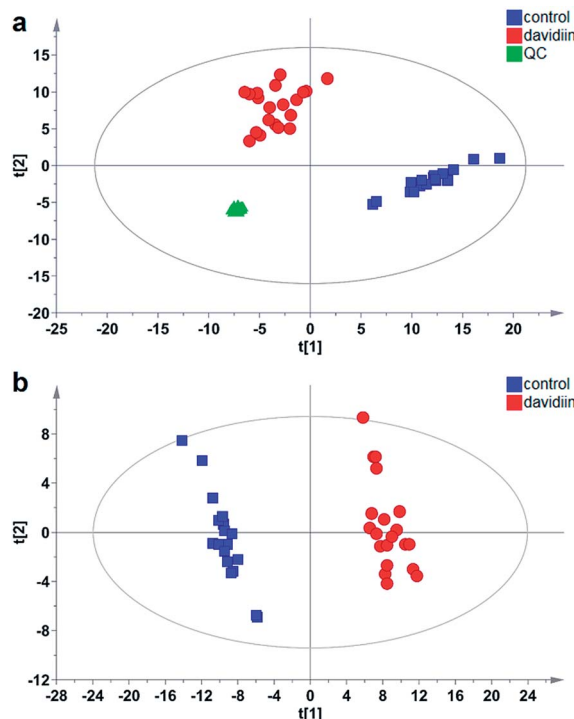 a
control
davidiin
QC
15
10
5
0
-5
-10
-15
-20
t[2]
-25 -20 -15 -10 -5 0 5 10 15 20
t[1]
b
control
davidiin
8
4
0
-4
-8
-12
t[2]
-28 -24 -20 -16 -12 -8 -4 0 4 8 12 16 20 24
t[1]